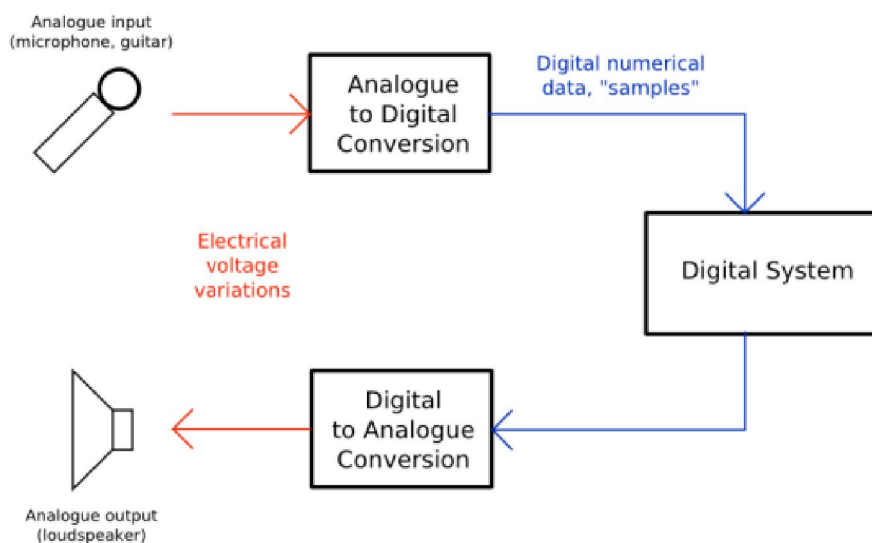 Analogue input
(microphone, guitar)
Analogue
to Digital
Conversion
Digital numerical
data, "samples"
Electrical
voltage
variations
Digital System
Digital
to Analogue
Conversion
Analogue output
(loudspeaker)